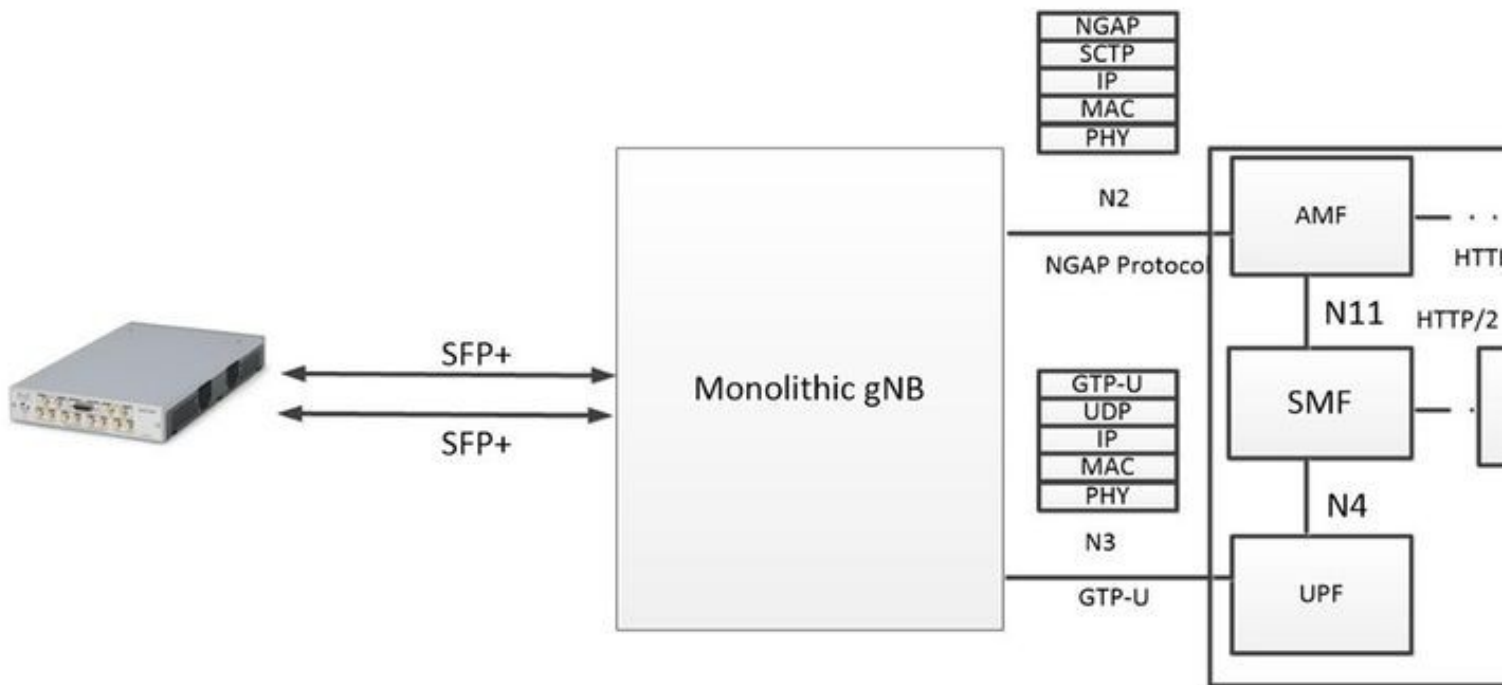 NGAP
SCTP
IP
MAC
PHY
N2
NGAP Protocol
AMF
HTTP
N11
HTTP/2
SFP+
SFP+
Monolithic gNB
GTP-U
UDP
IP
MAC
PHY
SMF
N4
N3
GTP-U
UPF